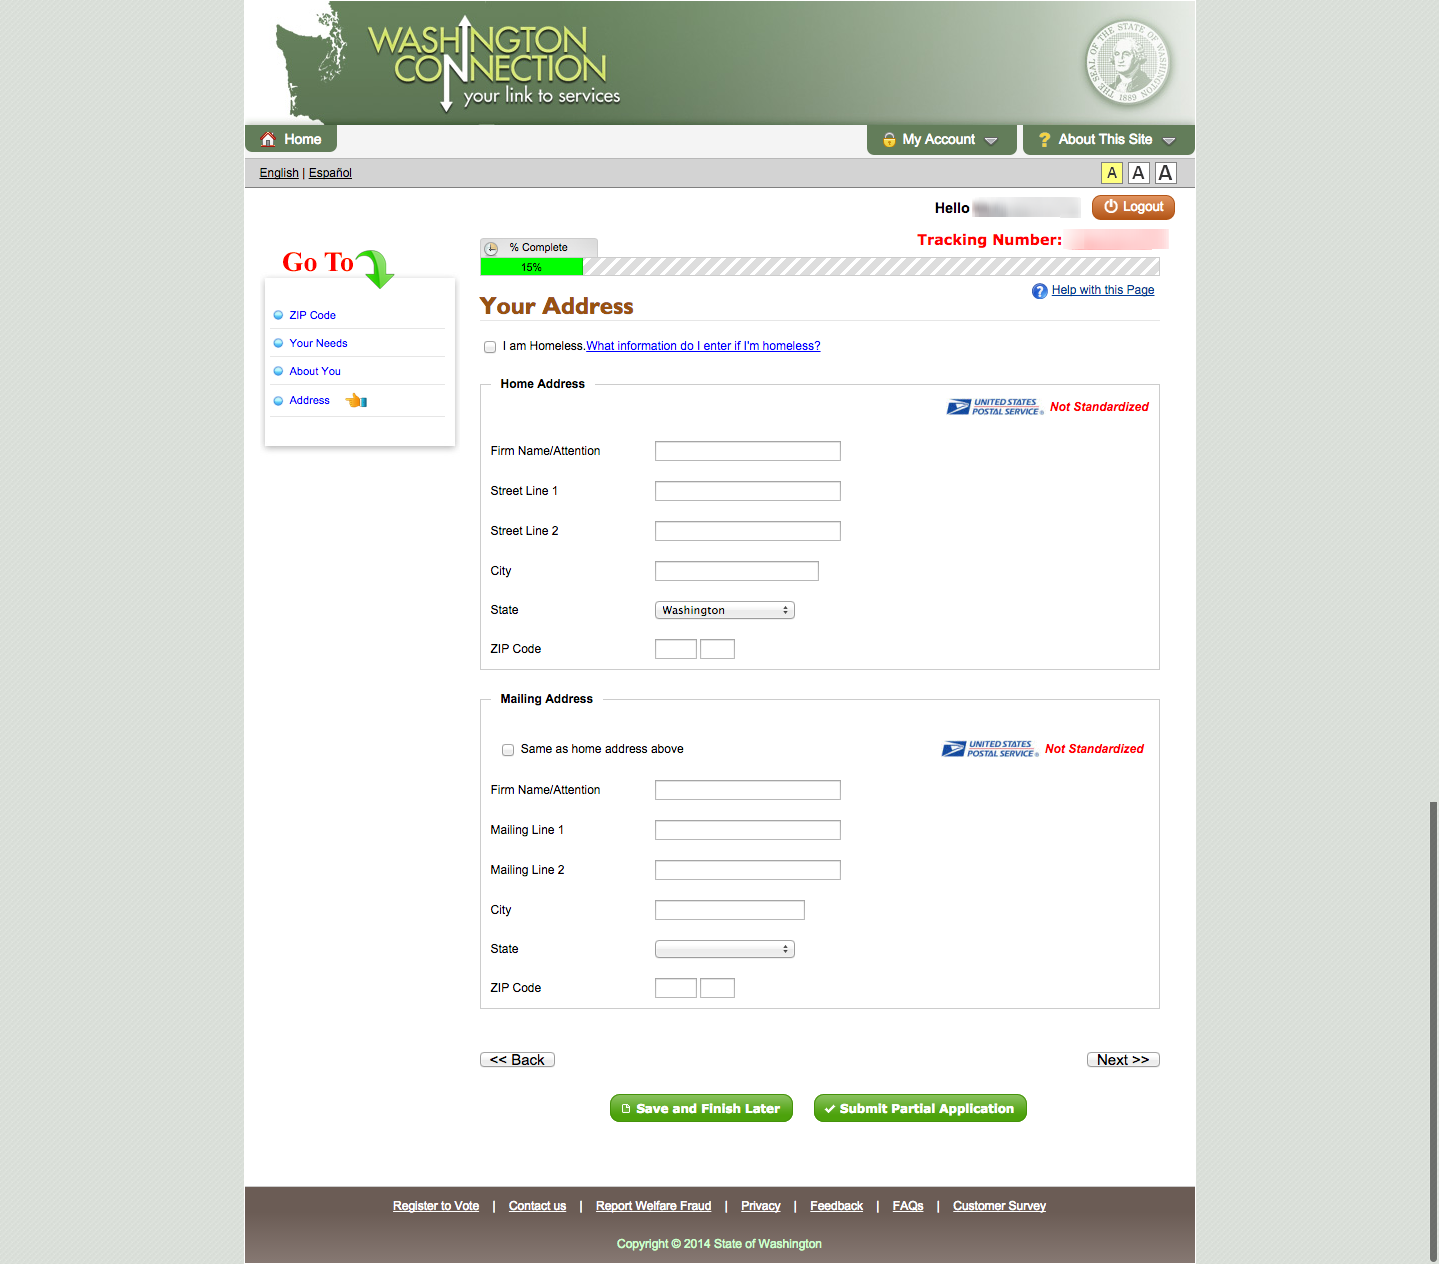 WASHINGTON
CONNECTION
your link to services
THE SEAL OF THE STATE OF WASHINGTON
1889
Home
My Account
? About This Site
English | Español
A A A
Hello
Logout
Tracking Number:
% Complete
15%
Go To
? Help with this Page
Your Address
ZIP Code
Your Needs
About You
Address
I am Homeless.What information do I enter if I'm homeless?
Home Address
UNITED STATES
POSTAL SERVICE® Not Standardized
Firm Name/Attention
Street Line 1
Street Line 2
City
State Washington
ZIP Code
Mailing Address
Same as home address above
UNITED STATES
POSTAL SERVICE® Not Standardized
Firm Name/Attention
Mailing Line 1
Mailing Line 2
City
State
ZIP Code
<< Back
Next >>
Save and Finish Later
Submit Partial Application
Register to Vote | Contact us | Report Welfare Fraud | Privacy | Feedback | FAQs | Customer Survey
Copyright © 2014 State of Washington